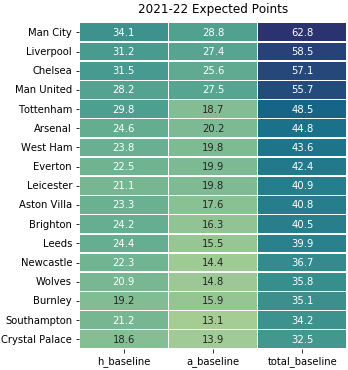 2021-22 Expected Points
Man City 34.1 28.8 62.8
Liverpool 31.2 27.4 58.5
Chelsea 31.5 25.6 57.1
Man United 28.2 27.5 55.7
Tottenham 29.8 18.7 48.5
Arsenal 24.6 20.2 44.8
West Ham 23.8 19.8 43.6
Everton 22.5 19.9 42.4
Leicester 21.1 19.8 40.9
Aston Villa 23.3 17.6 40.8
Brighton 24.2 16.3 40.5
Leeds 24.4 15.5 39.9
Newcastle 22.3 14.4 36.7
Wolves 20.9 14.8 35.8
Burnley 19.2 15.9 35.1
Southampton 21.2 13.1 34.2
Crystal Palace 18.6 13.9 32.5
h_baseline a_baseline total_baseline